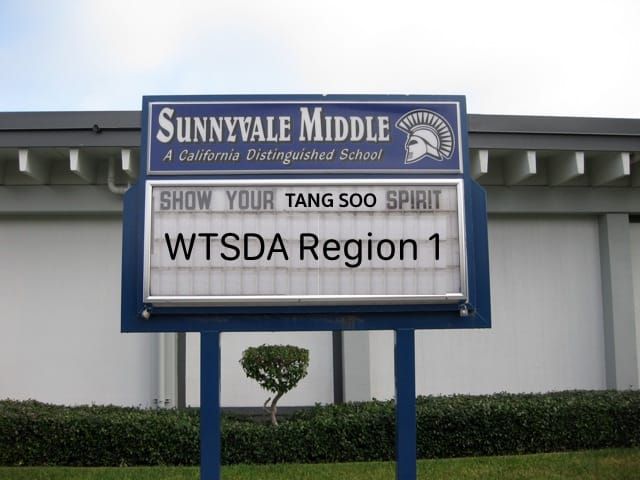 SUNNYVALE MIDDLE
A California Distinguished School
SHOW YOUR TANG SOO SPIRIT
WTSDA Region 1